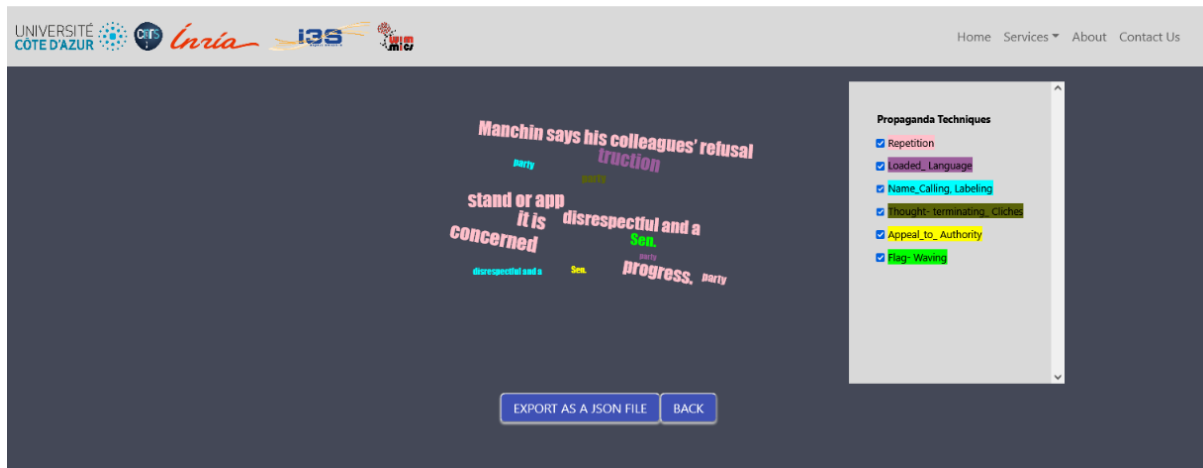 UNIVERSITÉ
CÔTE D'AZUR
cnrs
Inria
i3S
Home Services About Contact Us
Manchin says his colleagues' refusal
truction
party
party
stand or app
it is
disrespectful and a
concerned
Sen.
party
disrespectful and a
Sen.
progress.
party
Propaganda Techniques
Repetition
Loaded_ Language
Name_Calling, Labeling
Thought- terminating_ Cliches
Appeal_to_ Authority
Flag- Waving
EXPORT AS A JSON FILE
BACK